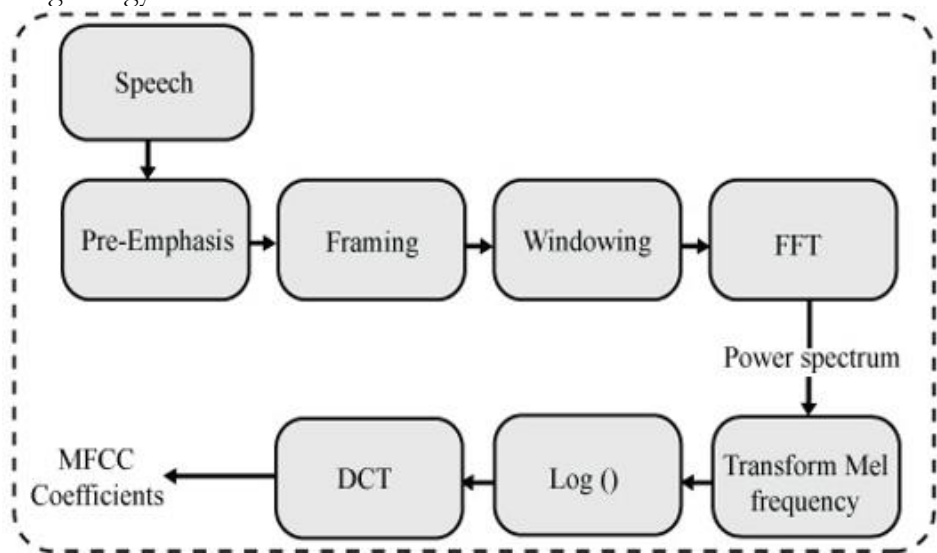 Speech
Pre-Emphasis
Framing
Windowing
FFT
Power spectrum
Transform Mel
frequency
Log ()
DCT
MFCC
Coefficients